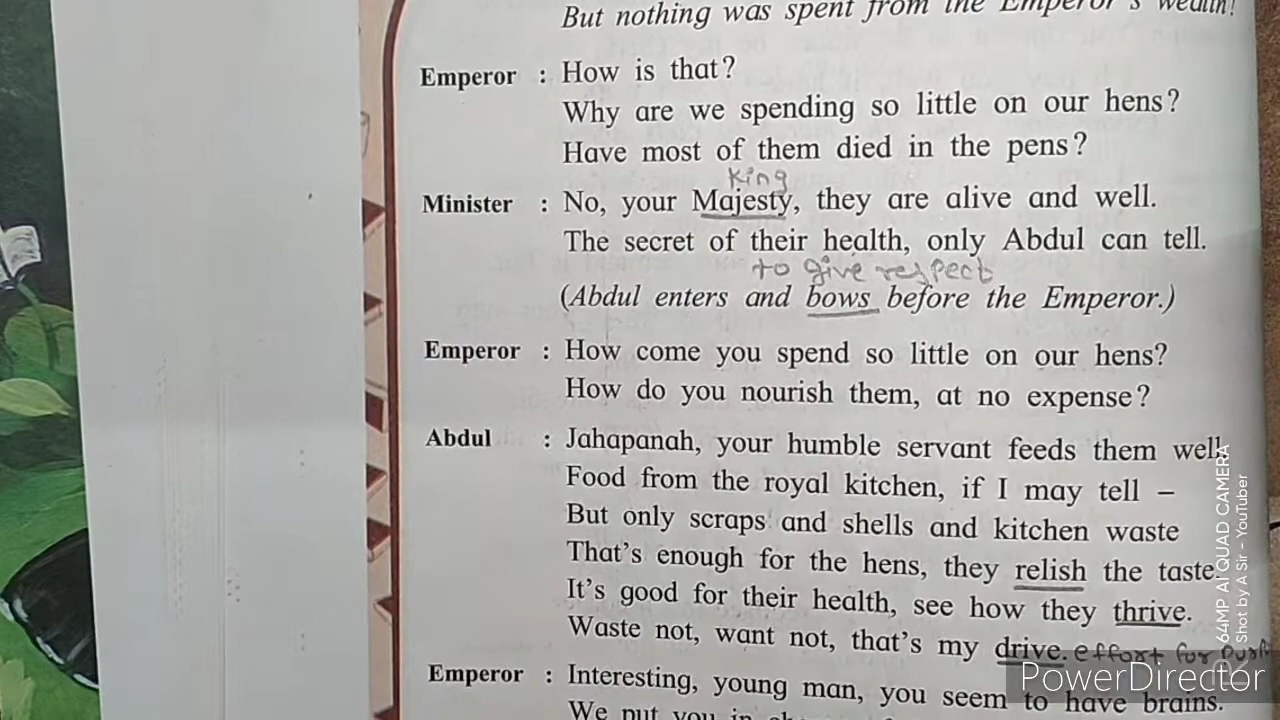 But nothing was spent from the Emperor's wealth!
Emperor : How is that?
Why are we spending so little on our hens?
Have most of them died in the pens?
King
Minister : No, your Majesty, they are alive and well.
The secret of their health, only Abdul can tell.
to give respect
(Abdul enters and bows before the Emperor.)
Emperor : How come you spend so little on our hens?
How do you nourish them, at no expense?
Abdul : Jahapanah, your humble servant feeds them well
Food from the royal kitchen, if I may tell –
But only scraps and shells and kitchen waste
That's enough for the hens, they relish the taste.
It's good for their health, see how they thrive.
Waste not, want not, that's my drive. effort for
Emperor : Interesting, young man, you seem to have brains.
We put you in
64MP AI QUAD CAMERA
Shot by A Sir - YouTuber
PowerDirector